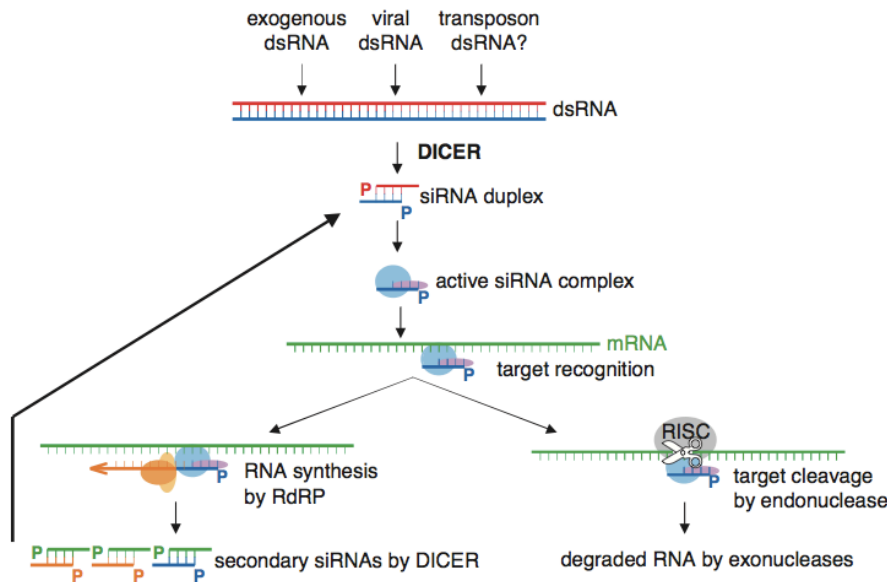 exogenous dsRNA
viral dsRNA
transposon dsRNA?
dsRNA
DICER
P
siRNA duplex
P
active siRNA complex
P
mRNA
target recognition
P
RISC
RNA synthesis
by RdRP
P
target cleavage
by endonuclease
P
P P P
secondary siRNAs by DICER
P P P
degraded RNA by exonucleases